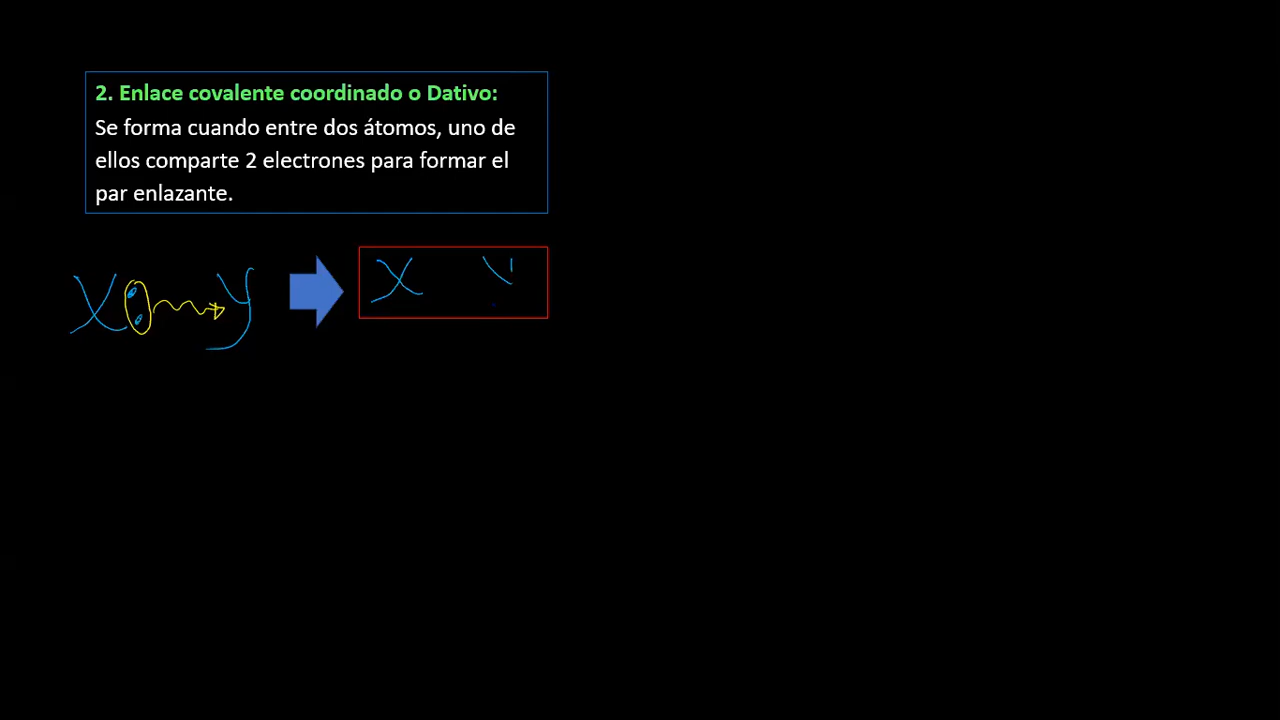 2. Enlace covalente coordinado o Dativo:
Se forma cuando entre dos átomos, uno de
ellos comparte 2 electrones para formar el
par enlazante.
X Y
X Y